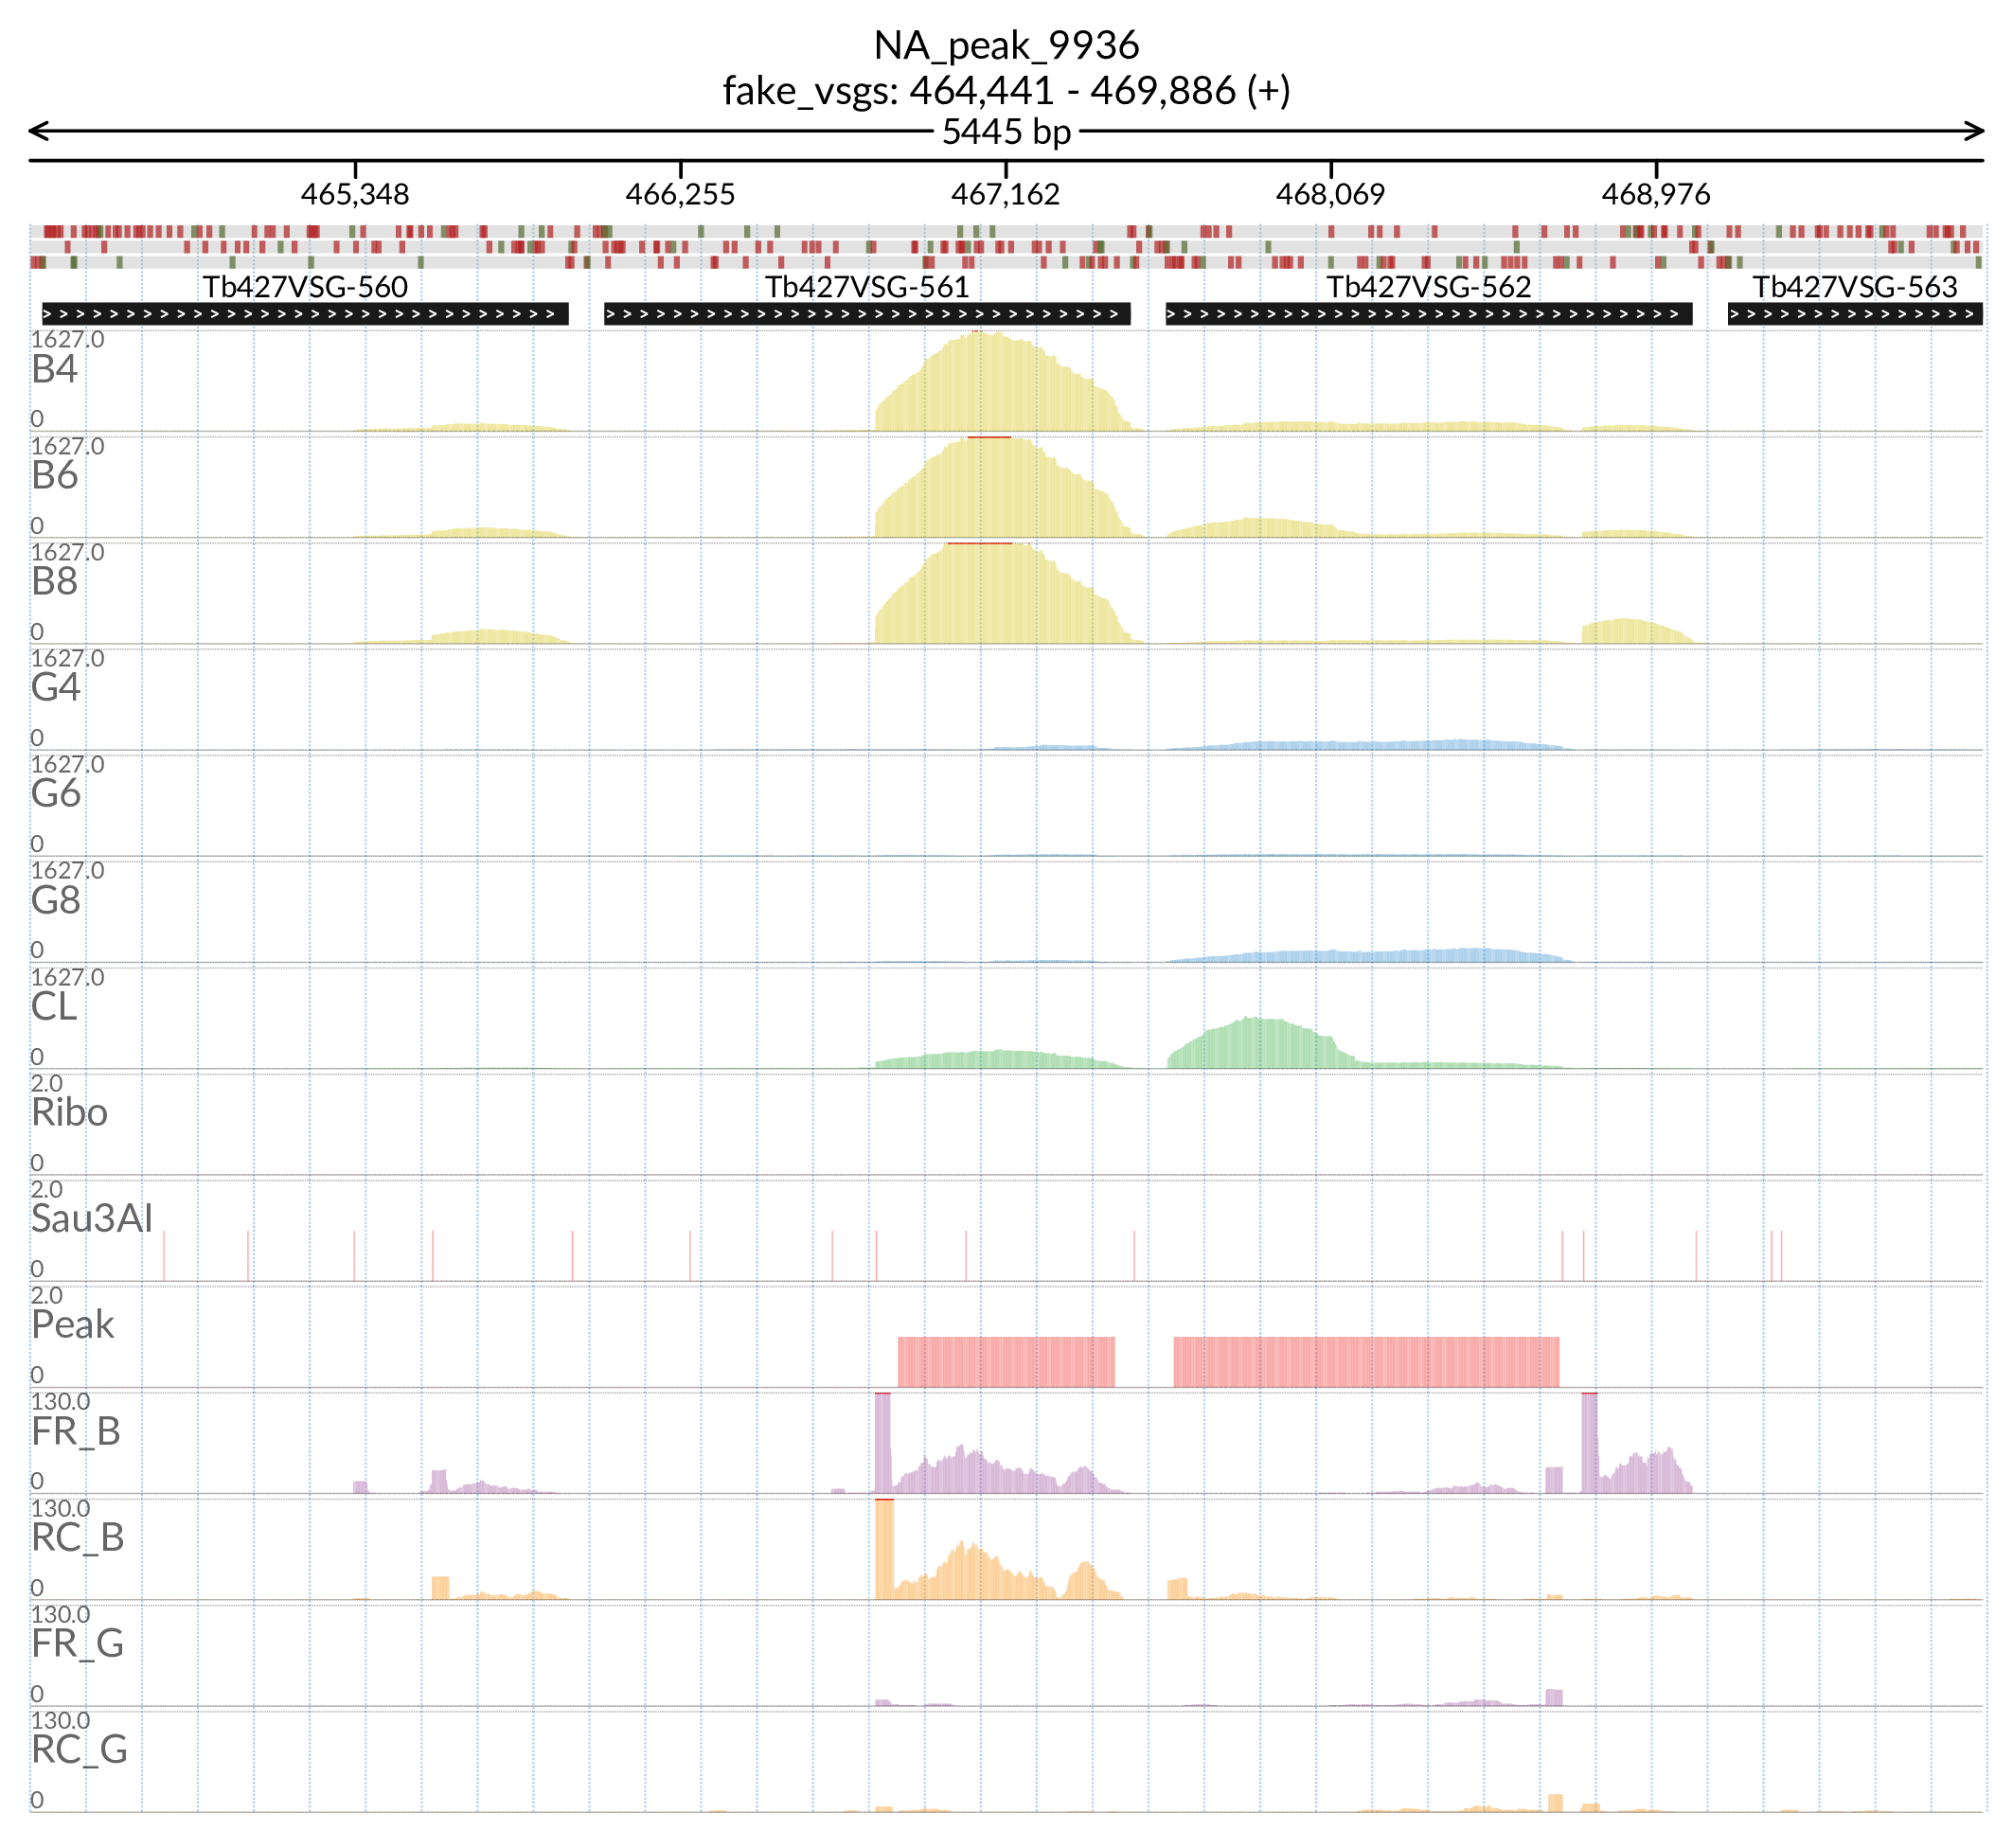 NA_peak_9936
fake_vsgs: 464,441 - 469,886 (+)
5445 bp
465,348 466,255 467,162 468,069 468,976
Tb427VSG-560 Tb427VSG-561 Tb427VSG-562 Tb427VSG-563
1627.0
B4
0
1627.0
B6
0
1627.0
B8
0
1627.0
G4
0
1627.0
G6
0
1627.0
G8
0
1627.0
CL
0
2.0
Ribo
0
2.0
Sau3AI
0
2.0
Peak
0
130.0
FR_B
0
130.0
RC_B
0
130.0
FR_G
0
130.0
RC_G
0